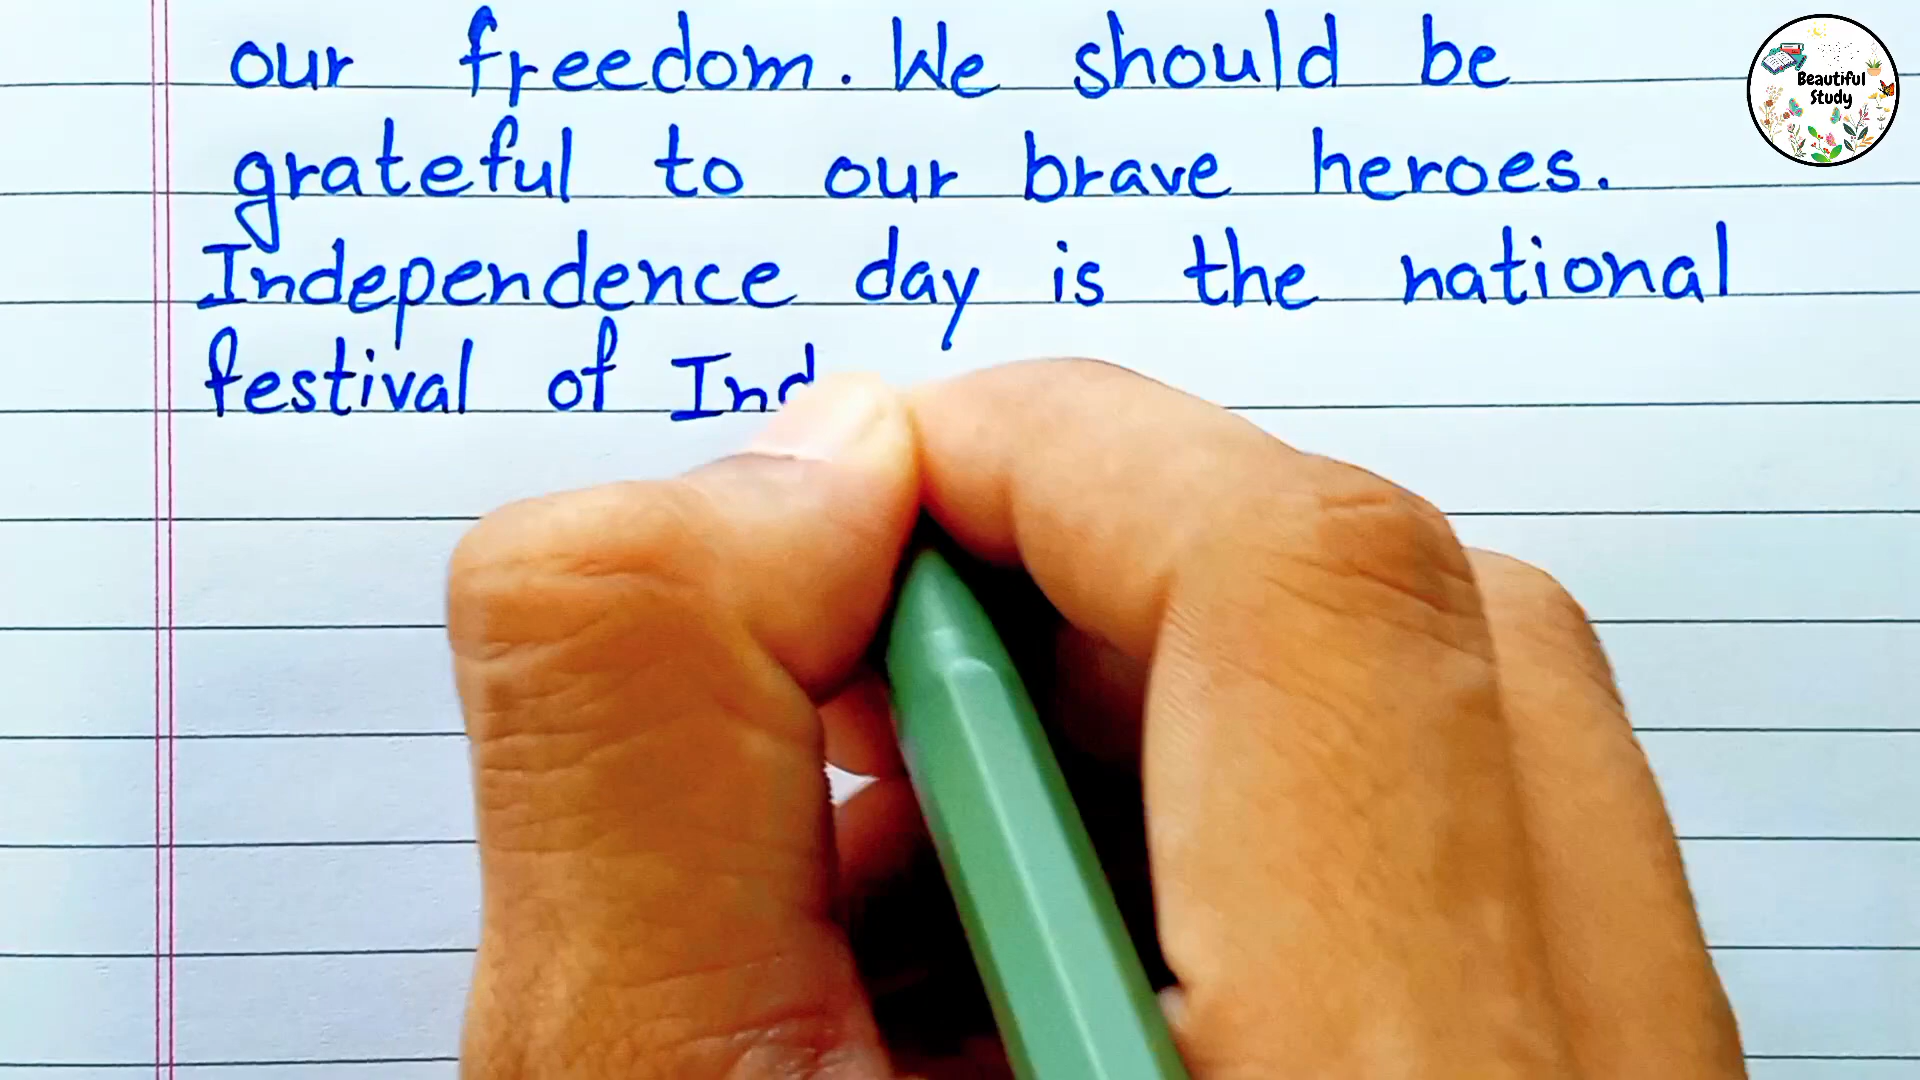 our freedom. We should be
grateful to our brave heroes.
Independence day is the national
festival of Ind
Beautiful
Study